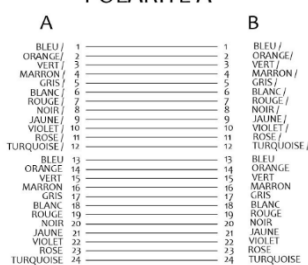 POLARITÉ A
A B
BLEU / 1 1 BLEU /
ORANGE / 2 2 ORANGE /
VERT / 3 3 VERT /
MARRON / 4 4 MARRON /
GRIS / 5 5 GRIS /
BLANC / 6 6 BLANC /
ROUGE / 7 7 ROUGE /
NOIR / 8 8 NOIR /
JAUNE / 9 9 JAUNE /
VIOLET / 10 10 VIOLET /
ROSE / 11 11 ROSE /
TURQUOISE / 12 12 TURQUOISE /
BLEU 13 13 BLEU
ORANGE 14 14 ORANGE
VERT 15 15 VERT
MARRON 16 16 MARRON
GRIS 17 17 GRIS
BLANC 18 18 BLANC
ROUGE 19 19 ROUGE
NOIR 20 20 NOIR
JAUNE 21 21 JAUNE
VIOLET 22 22 VIOLET
ROSE 23 23 ROSE
TURQUOISE 24 24 TURQUOISE